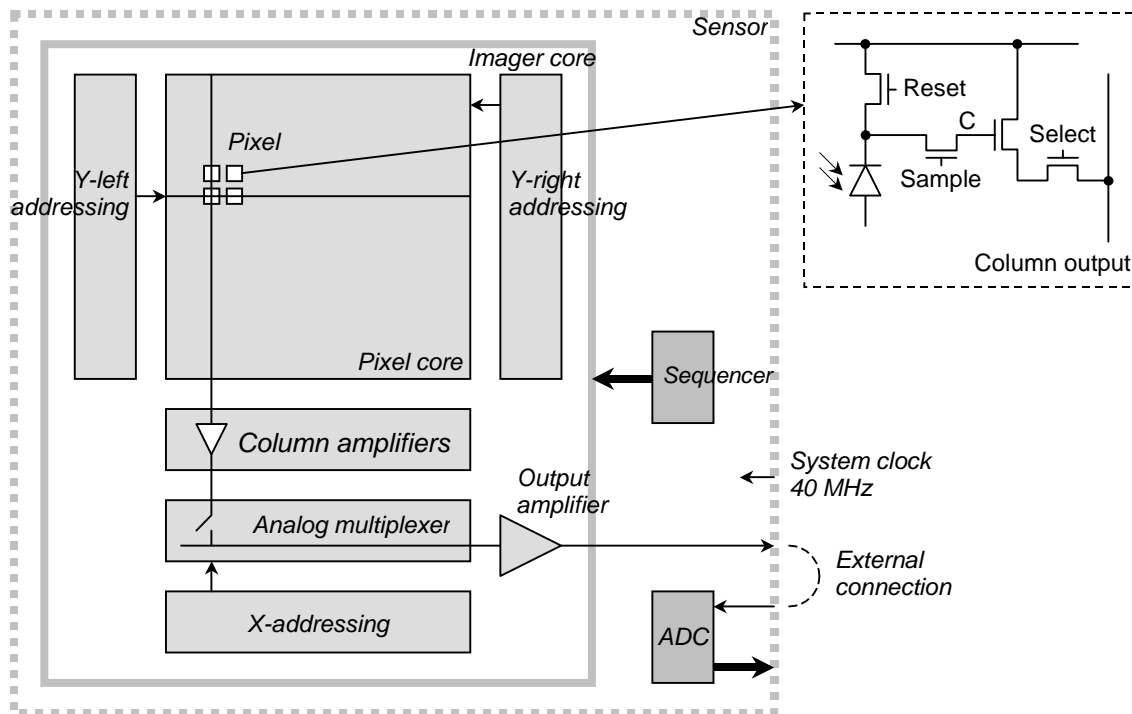 Sensor
Imager core
Reset
C
Select
Sample
Column output
Pixel
Y-left
addressing
Y-right
addressing
Pixel core
Sequencer
Column amplifiers
System clock
40 MHz
Output
amplifier
Analog multiplexer
External
connection
X-addressing
ADC